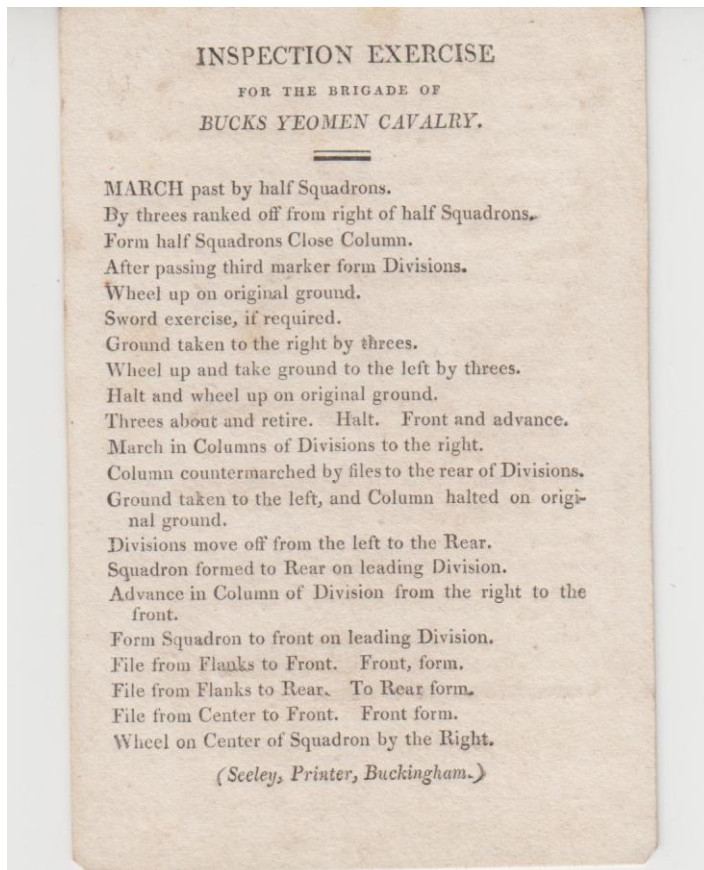 INSPECTION EXERCISE
FOR THE BRIGADE OF
BUCKS YEOMEN CAVALRY.
MARCH past by half Squadrons.
By threes ranked off from right of half Squadrons.
Form half Squadrons Close Column.
After passing third marker form Divisions.
Wheel up on original ground.
Sword exercise, if required.
Ground taken to the right by threes.
Wheel up and take ground to the left by threes.
Halt and wheel up on original ground.
Threes about and retire. Halt. Front and advance.
March in Columns of Divisions to the right.
Column countermarched by files to the rear of Divisions.
Ground taken to the left, and Column halted on origi-
nal ground.
Divisions move off from the left to the Rear.
Squadron formed to Rear on leading Division.
Advance in Column of Division from the right to the
front.
Form Squadron to front on leading Division.
File from Flanks to Front. Front, form.
File from Flanks to Rear. To Rear form.
File from Center to Front. Front form.
Wheel on Center of Squadron by the Right.
(Seeley, Printer, Buckingham.)